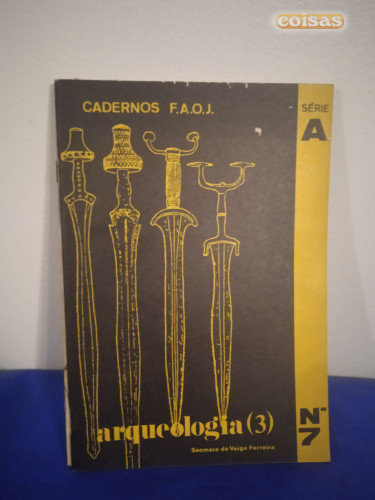 coisas
CADERNOS F.A.O.J.
SÉRIE
A
arqueologia (3)
Seomara da Veiga Ferreira
Nº
7